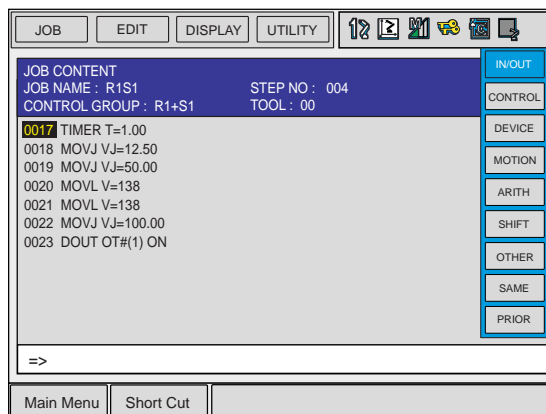 JOB EDIT DISPLAY UTILITY
JOB CONTENT
JOB NAME : R1S1 STEP NO : 004
CONTROL GROUP : R1+S1 TOOL : 00
0017 TIMER T=1.00
0018 MOVJ VJ=12.50
0019 MOVJ VJ=50.00
0020 MOVL V=138
0021 MOVL V=138
0022 MOVJ VJ=100.00
0023 DOUT OT#(1) ON
IN/OUT
CONTROL
DEVICE
MOTION
ARITH
SHIFT
OTHER
SAME
PRIOR
=>
Main Menu Short Cut